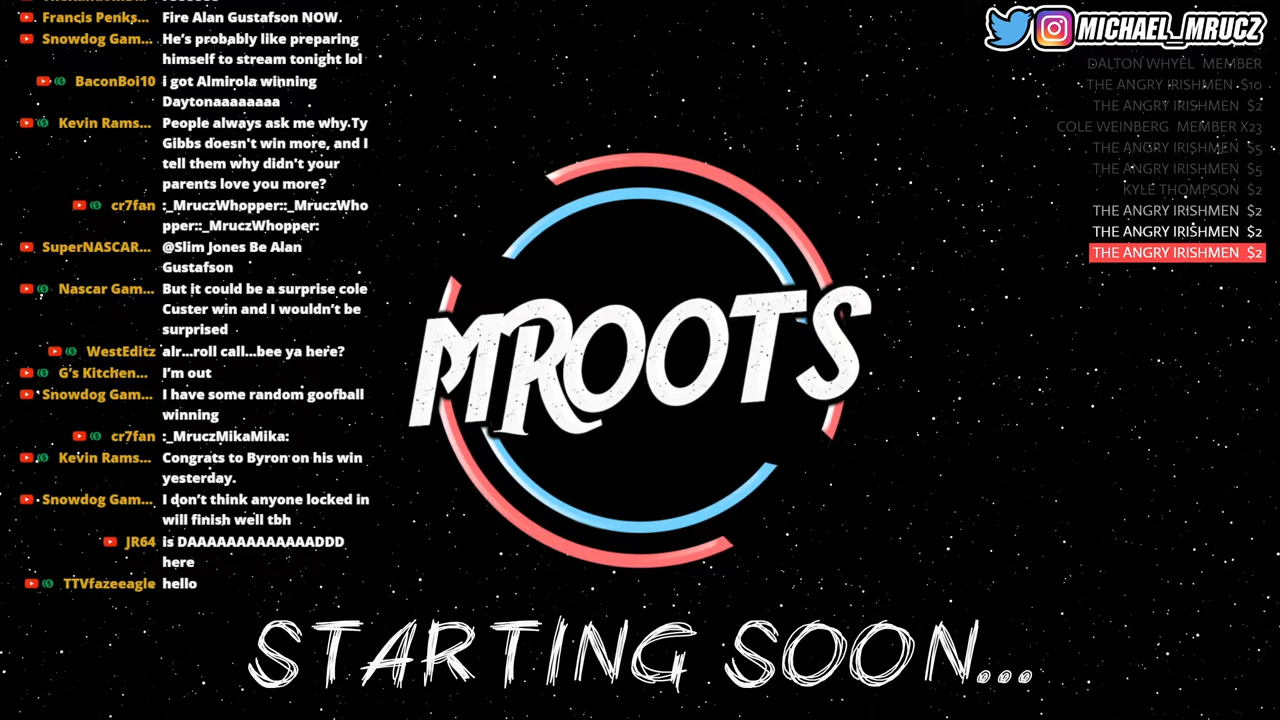 Francis Penks... Fire Alan Gustafson NOW.
Snowdog Gam... He's probably like preparing
himself to stream tonight lol
BaconBoi10 i got Almirola winning
Daytonaaaaaaaa
Kevin Rams... People always ask me why Ty
Gibbs doesn't win more, and I
tell them why didn't your
parents love you more?
cr7fan :_MruczWhopper::_MruczWho
pper::_MruczWhopper:
SuperNASCAR... @Slim Jones Be Alan
Gustafson
Nascar Gam... But it could be a surprise cole
Custer win and I wouldn't be
surprised
WestEditz alr...roll call...bee ya here?
G's Kitchen... I'm out
Snowdog Gam... I have some random goofball
winning
cr7fan :_MruczMikaMika:
Kevin Rams... Congrats to Byron on his win
yesterday.
Snowdog Gam... I don't think anyone locked in
will finish well tbh
JR64 is DAAAAAAAAAAAAADDD
here
TTVfazeeagle hello
MROOTS
STARTING SOON...
MICHAEL_MRUCZ
DALTON WHYEL MEMBER
THE ANGRY IRISHMEN $10
THE ANGRY IRISHMEN $2
COLE WEINBERG MEMBER X23
THE ANGRY IRISHMEN $5
THE ANGRY IRISHMEN $5
KYLE THOMPSON $2
THE ANGRY IRISHMEN $2
THE ANGRY IRISHMEN $2
THE ANGRY IRISHMEN $2